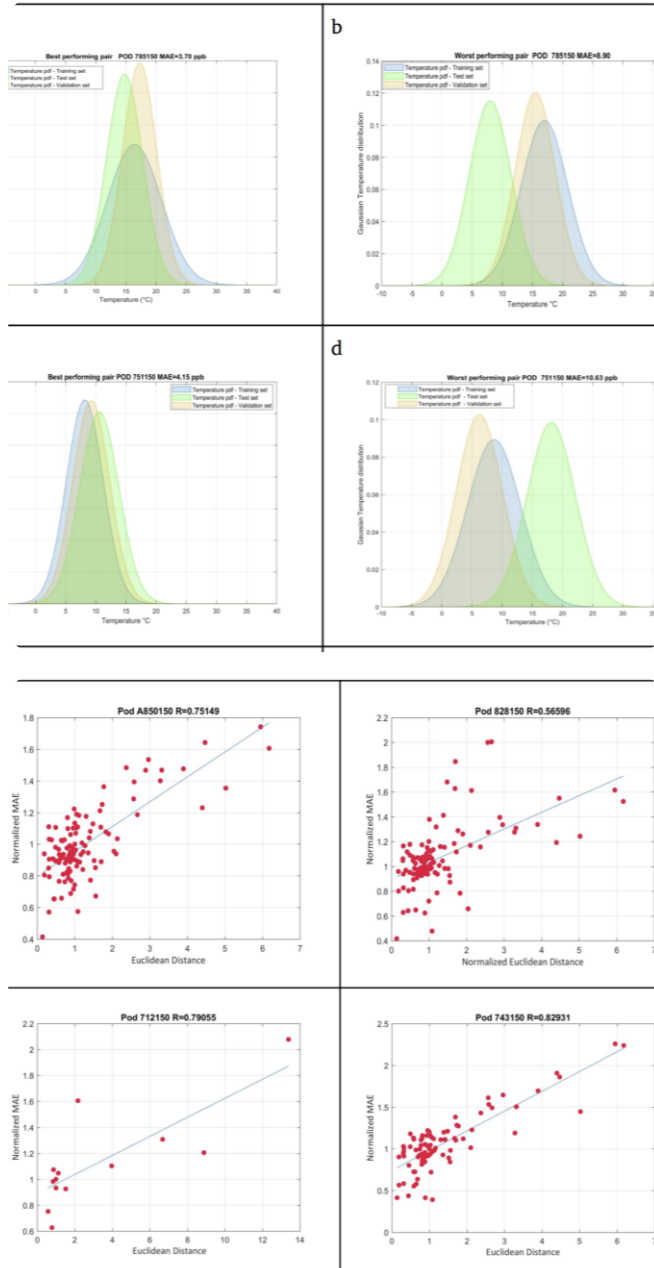 b
Best performing pair POD 785150 MAE=3.70 ppb
Temperature pdf - Training set
Temperature pdf - Test set
Temperature pdf - Validation set
0 5 10 15 20 25 30 35 40
Temperature (°C)
Worst performing pair POD 785150 MAE=8.90
Temperature pdf - Training set
Temperature pdf - Test set
Temperature pdf - Validation set
Gaussian Temperature distribution
0.14
0.12
0.1
0.08
0.06
0.04
0.02
0
-10 -5 0 5 10 15 20 25 30
Temperature °C
d
Best performing pair POD 751150 MAE=4.15 ppb
Temperature pdf - Training set
Temperature pdf - Test set
Temperature pdf - Validation set
0 5 10 15 20 25 30 35 40
Temperature °C
Worst performing pair POD 751150 MAE=10.63 ppb
Temperature pdf - Training set
Temperature pdf - Test set
Temperature pdf - Validation set
Gaussian Temperature distribution
0.12
0.1
0.08
0.06
0.04
0.02
0
-10 -5 0 5 10 15 20 25 30
Temperature (°C)
Pod A850150 R=0.75149
Normalized MAE
1.8
1.6
1.4
1.2
1
0.8
0.6
0.4
0 1 2 3 4 5 6 7
Euclidean Distance
Pod 828150 R=0.56596
Normalized MAE
2.2
2
1.8
1.6
1.4
1.2
1
0.8
0.6
0.4
0 1 2 3 4 5 6 7
Normalized Euclidean Distance
Pod 712150 R=0.79055
Normalized MAE
2.2
2
1.8
1.6
1.4
1.2
1
0.8
0.6
0 2 4 6 8 10 12 14
Euclidean Distance
Pod 743150 R=0.82931
Normalized MAE
2.5
2
1.5
1
0.5
0
0 1 2 3 4 5 6 7
Euclidean Distance